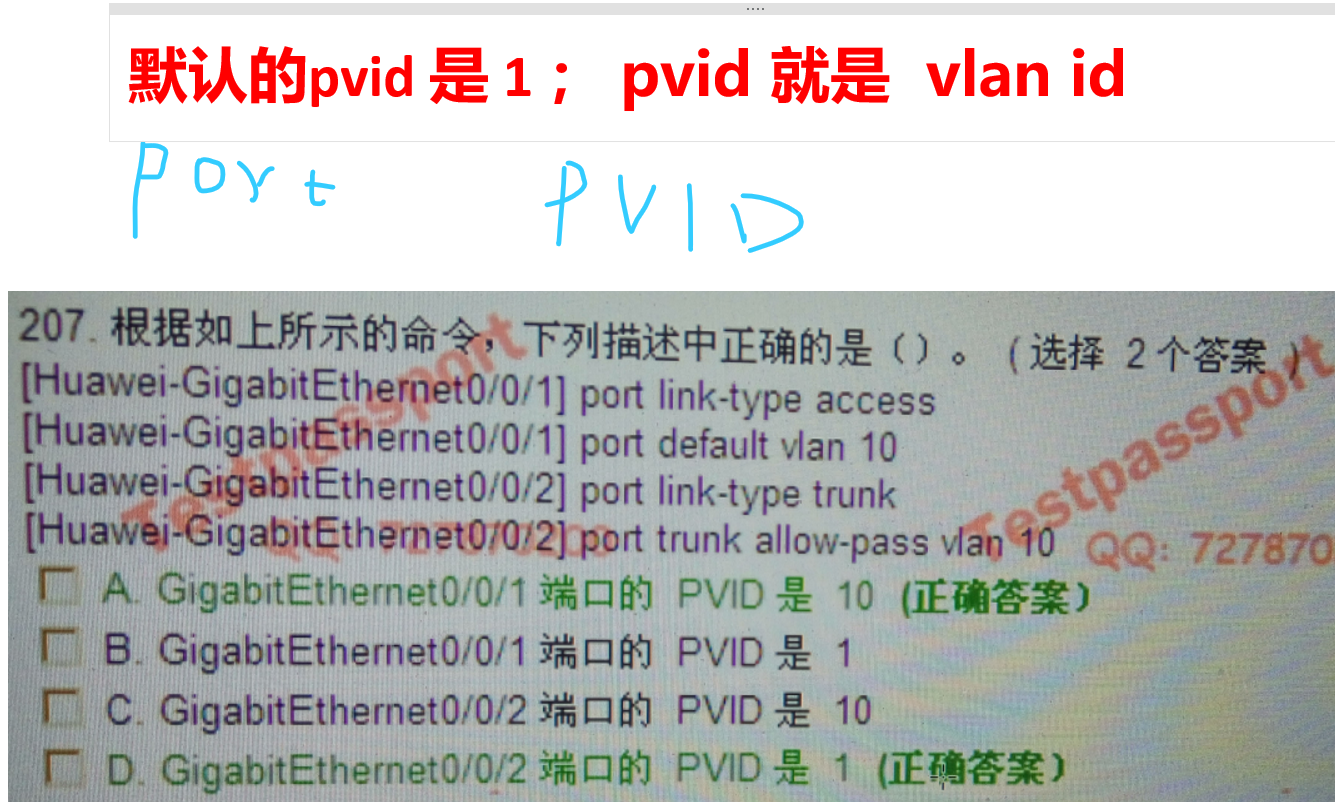 默认的pvid 是 1 ； pvid 就是 vlan id
port PVID
207. 根据如上所示的命令，下列描述中正确的是（）。（选择 2 个答案 ）
[Huawei-GigabitEthernet0/0/1] port link-type access
[Huawei-GigabitEthernet0/0/1] port default vlan 10
[Huawei-GigabitEthernet0/0/2] port link-type trunk
[Huawei-GigabitEthernet0/0/2] port trunk allow-pass vlan 10
A. GigabitEthernet0/0/1 端口的 PVID 是 10 (正确答案）
B. GigabitEthernet0/0/1 端口的 PVID 是 1
C. GigabitEthernet0/0/2 端口的 PVID 是 10
D. GigabitEthernet0/0/2 端口的 PVID 是 1 (正确答案）
Testpassport
Testpassport
QQ: 727870